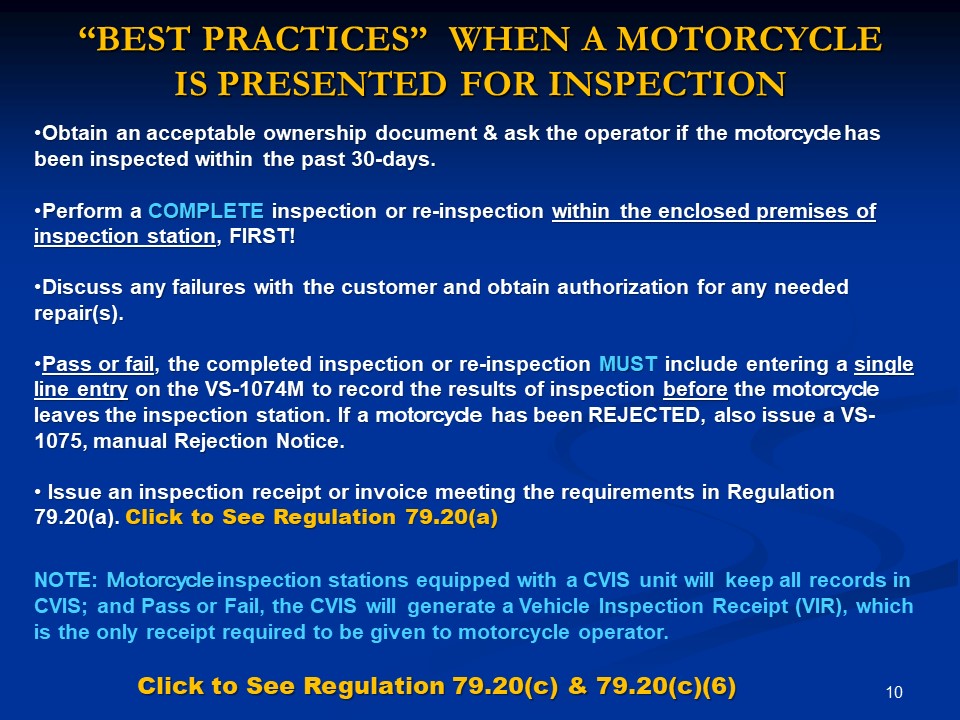 “BEST PRACTICES” WHEN A MOTORCYCLE
IS PRESENTED FOR INSPECTION
•Obtain an acceptable ownership document & ask the operator if the motorcycle has
been inspected within the past 30-days.
•Perform a COMPLETE inspection or re-inspection within the enclosed premises of
inspection station, FIRST!
•Discuss any failures with the customer and obtain authorization for any needed
repair(s).
•Pass or fail, the completed inspection or re-inspection MUST include entering a single
line entry on the VS-1074M to record the results of inspection before the motorcycle
leaves the inspection station. If a motorcycle has been REJECTED, also issue a VS-
1075, manual Rejection Notice.
• Issue an inspection receipt or invoice meeting the requirements in Regulation
79.20(a). Click to See Regulation 79.20(a)
NOTE: Motorcycle inspection stations equipped with a CVIS unit will keep all records in
CVIS; and Pass or Fail, the CVIS will generate a Vehicle Inspection Receipt (VIR), which
is the only receipt required to be given to motorcycle operator.
Click to See Regulation 79.20(c) & 79.20(c)(6)
10